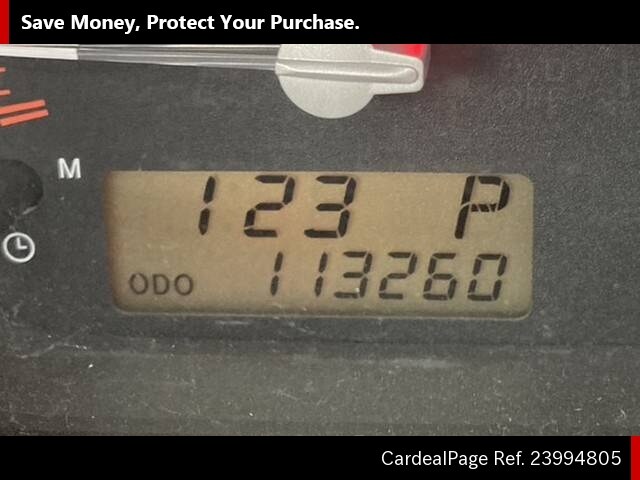 Save Money, Protect Your Purchase.
M
123 P
ODO 113260
CardealPage Ref. 23994805